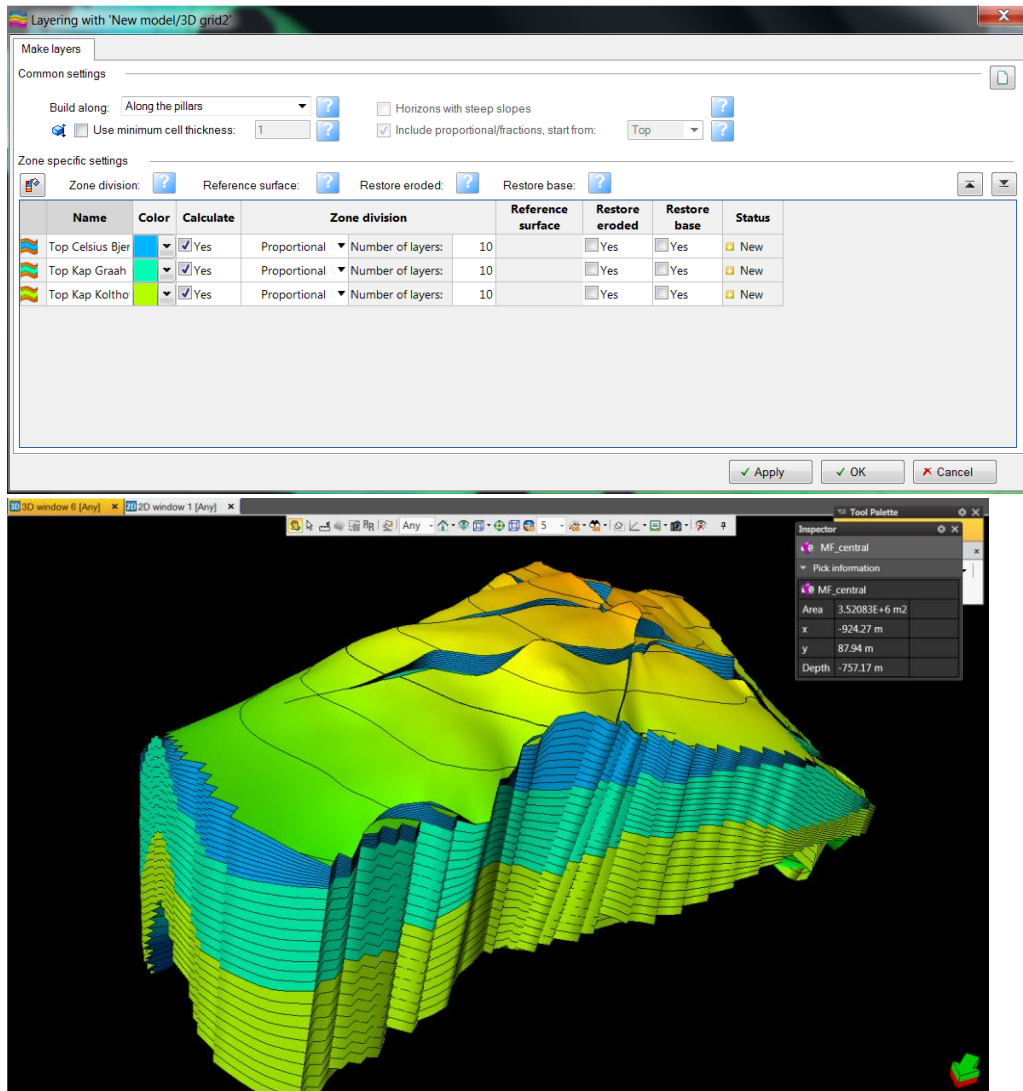 Layering with 'New model/3D grid2'
Make layers
Common settings
Build along: Along the pillars ? Horizons with steep slopes ?
Use minimum cell thickness: 1 ? Include proportional/fractions, start from: Top ?
Zone specific settings
Zone division: ? Reference surface: ? Restore eroded: ? Restore base: ?
Name Color Calculate Zone division Reference surface Restore eroded Restore base Status
Top Celsius Bjer Yes Proportional Number of layers: 10 Yes Yes New
Top Kap Graah Yes Proportional Number of layers: 10 Yes Yes New
Top Kap Koltho Yes Proportional Number of layers: 10 Yes Yes New
Apply OK Cancel
3D 3D window 6 [Any] 2D 2D window 1 [Any]
Tool Palette
Any 5
Inspector
MF_central
Pick information
MF_central
Area 3.52083E+6 m2
x -924.27 m
y 87.94 m
Depth -757.17 m